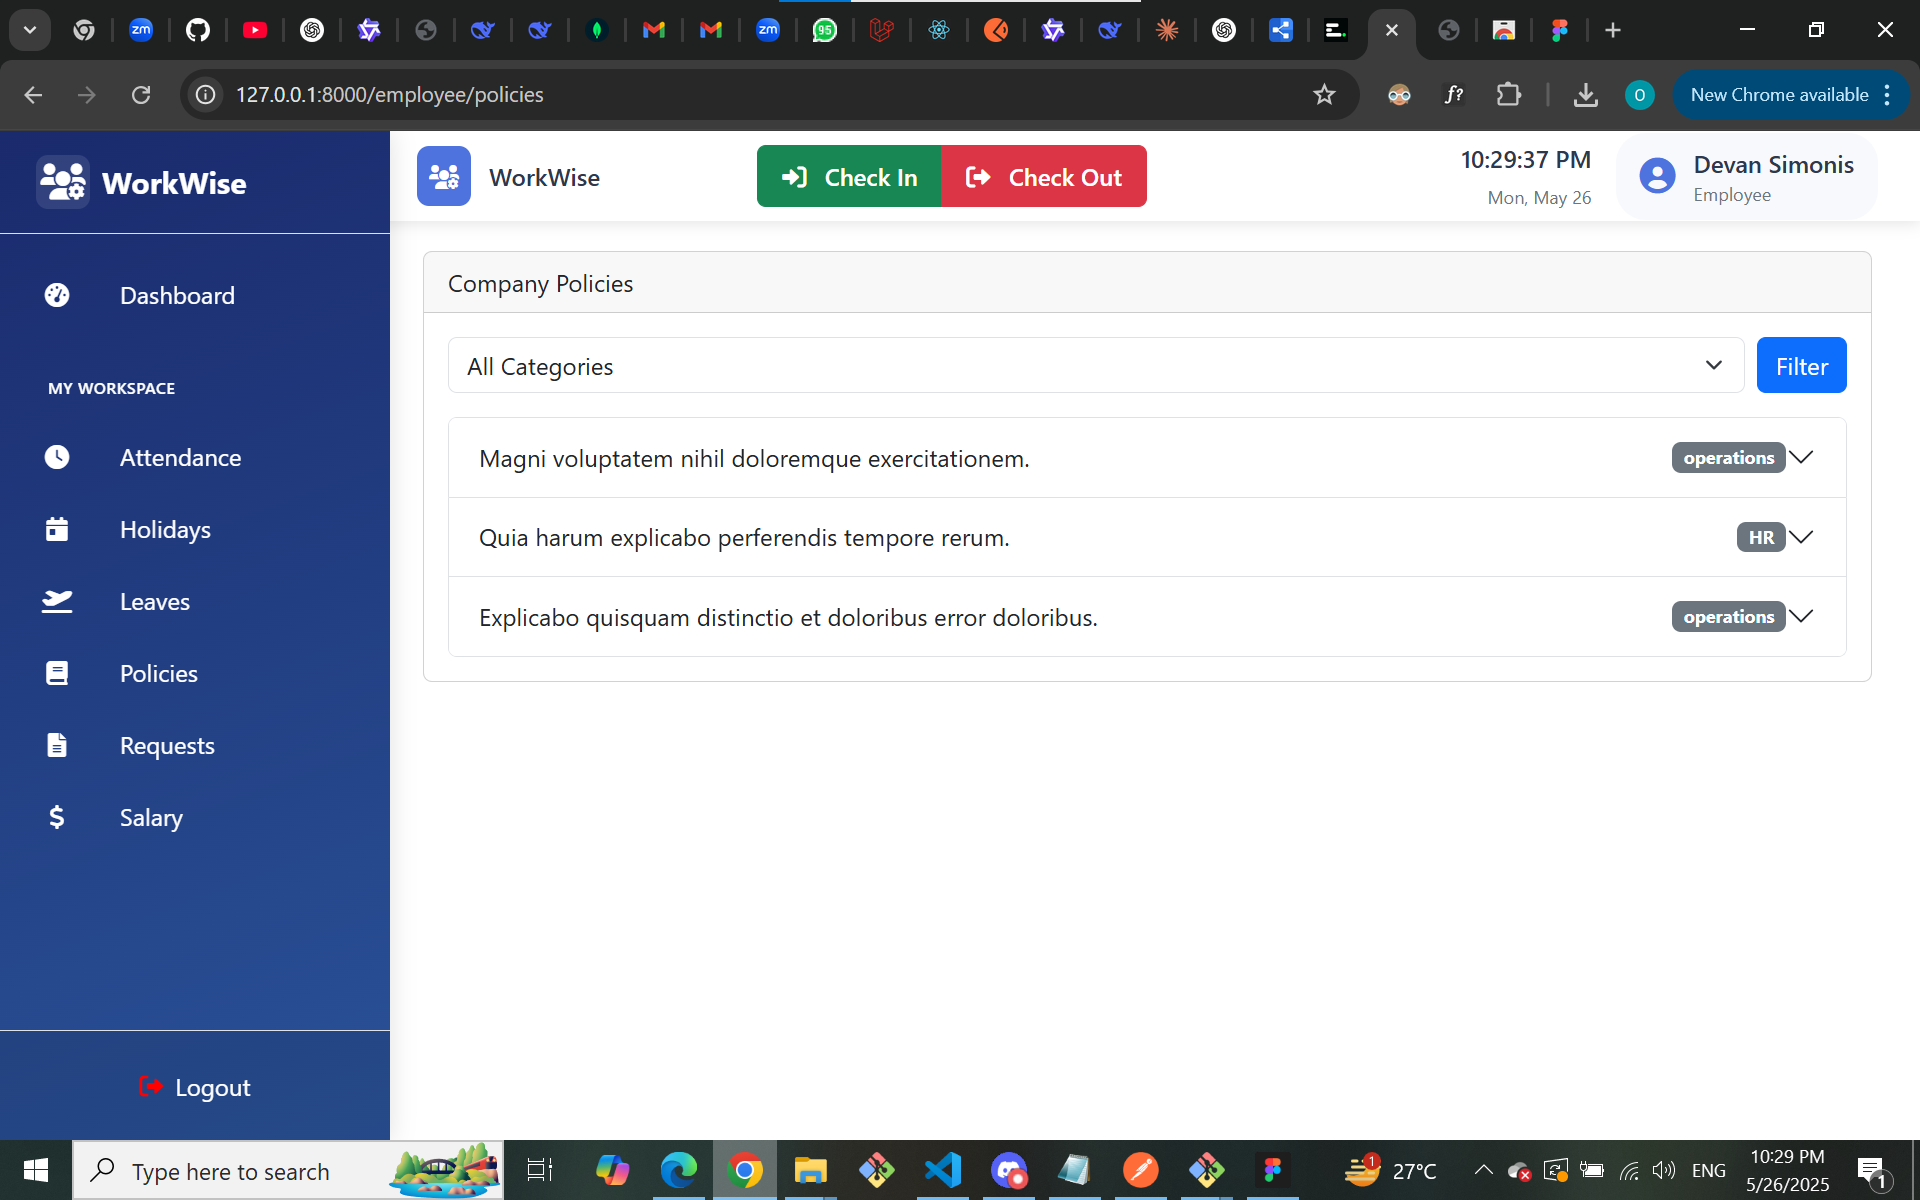 127.0.0.1:8000/employee/policies
New Chrome available
WorkWise
WorkWise
Check In
Check Out
10:29:37 PM
Mon, May 26
Devan Simonis
Employee
Dashboard
MY WORKSPACE
Attendance
Holidays
Leaves
Policies
Requests
Salary
Logout
Company Policies
All Categories
Filter
Magni voluptatem nihil doloremque exercitationem.
operations
Quia harum explicabo perferendis tempore rerum.
HR
Explicabo quisquam distinctio et doloribus error doloribus.
operations
Type here to search
27°C
ENG
10:29 PM
5/26/2025